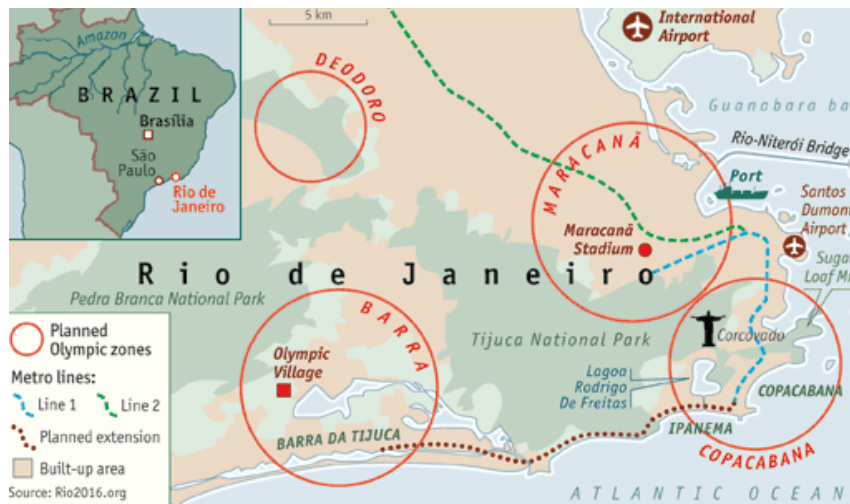 5 km
International
Airport
Amazon
BRAZIL
Brasília
São
Paulo
Rio de
Janeiro
DEODORO
Guanabara ba
Rio-Niterói Bridge
MARACANÃ
Port
Santos
Dumont
Airport
Maracanã
Stadium
Sugar
Loaf Mt
Rio de Janeiro
Pedra Branca National Park
BARRA
Tijuca National Park
Corcovado
Planned
Olympic zones
Olympic
Village
Lagoa
Rodrigo
De Freitas
COPACABANA
Metro lines:
Line 1
Line 2
Planned extension
BARRA DA TIJUCA
IPANEMA
COPACABANA
Built-up area
Source: Rio2016.org
ATLANTIC OCEAN